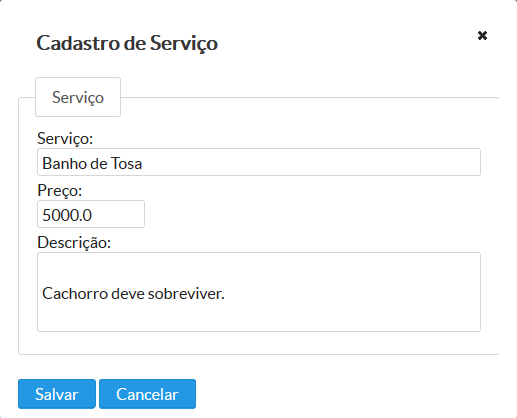 Cadastro de Serviço
Serviço
Serviço:
Banho de Tosa
Preço:
5000.0
Descrição:
Cachorro deve sobreviver.
Salvar Cancelar